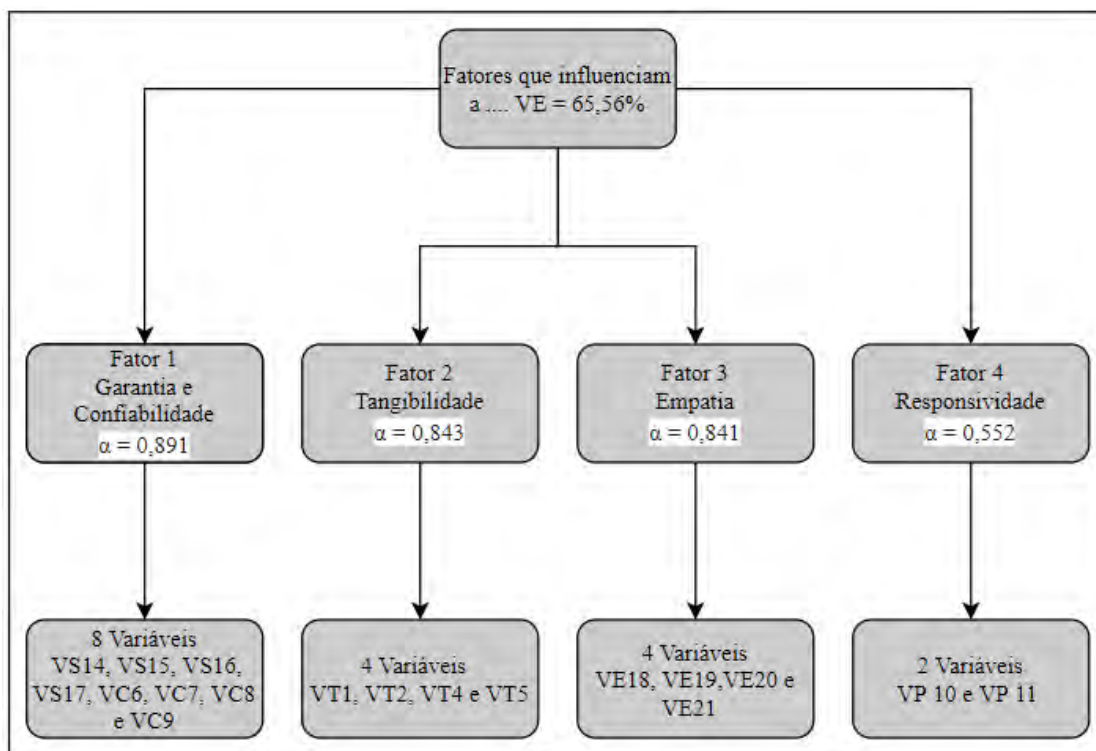 Fatores que influenciam
a .... VE = 65,56%
Fator 1
Garantia e
Confiabilidade
α = 0,891
Fator 2
Tangibilidade
α = 0,843
Fator 3
Empatia
α = 0,841
Fator 4
Responsividade
α = 0,552
8 Variáveis
VS14, VS15, VS16,
VS17, VC6, VC7, VC8
e VC9
4 Variáveis
VT1, VT2, VT4 e VT5
4 Variáveis
VE18, VE19,VE20 e
VE21
2 Variáveis
VP 10 e VP 11